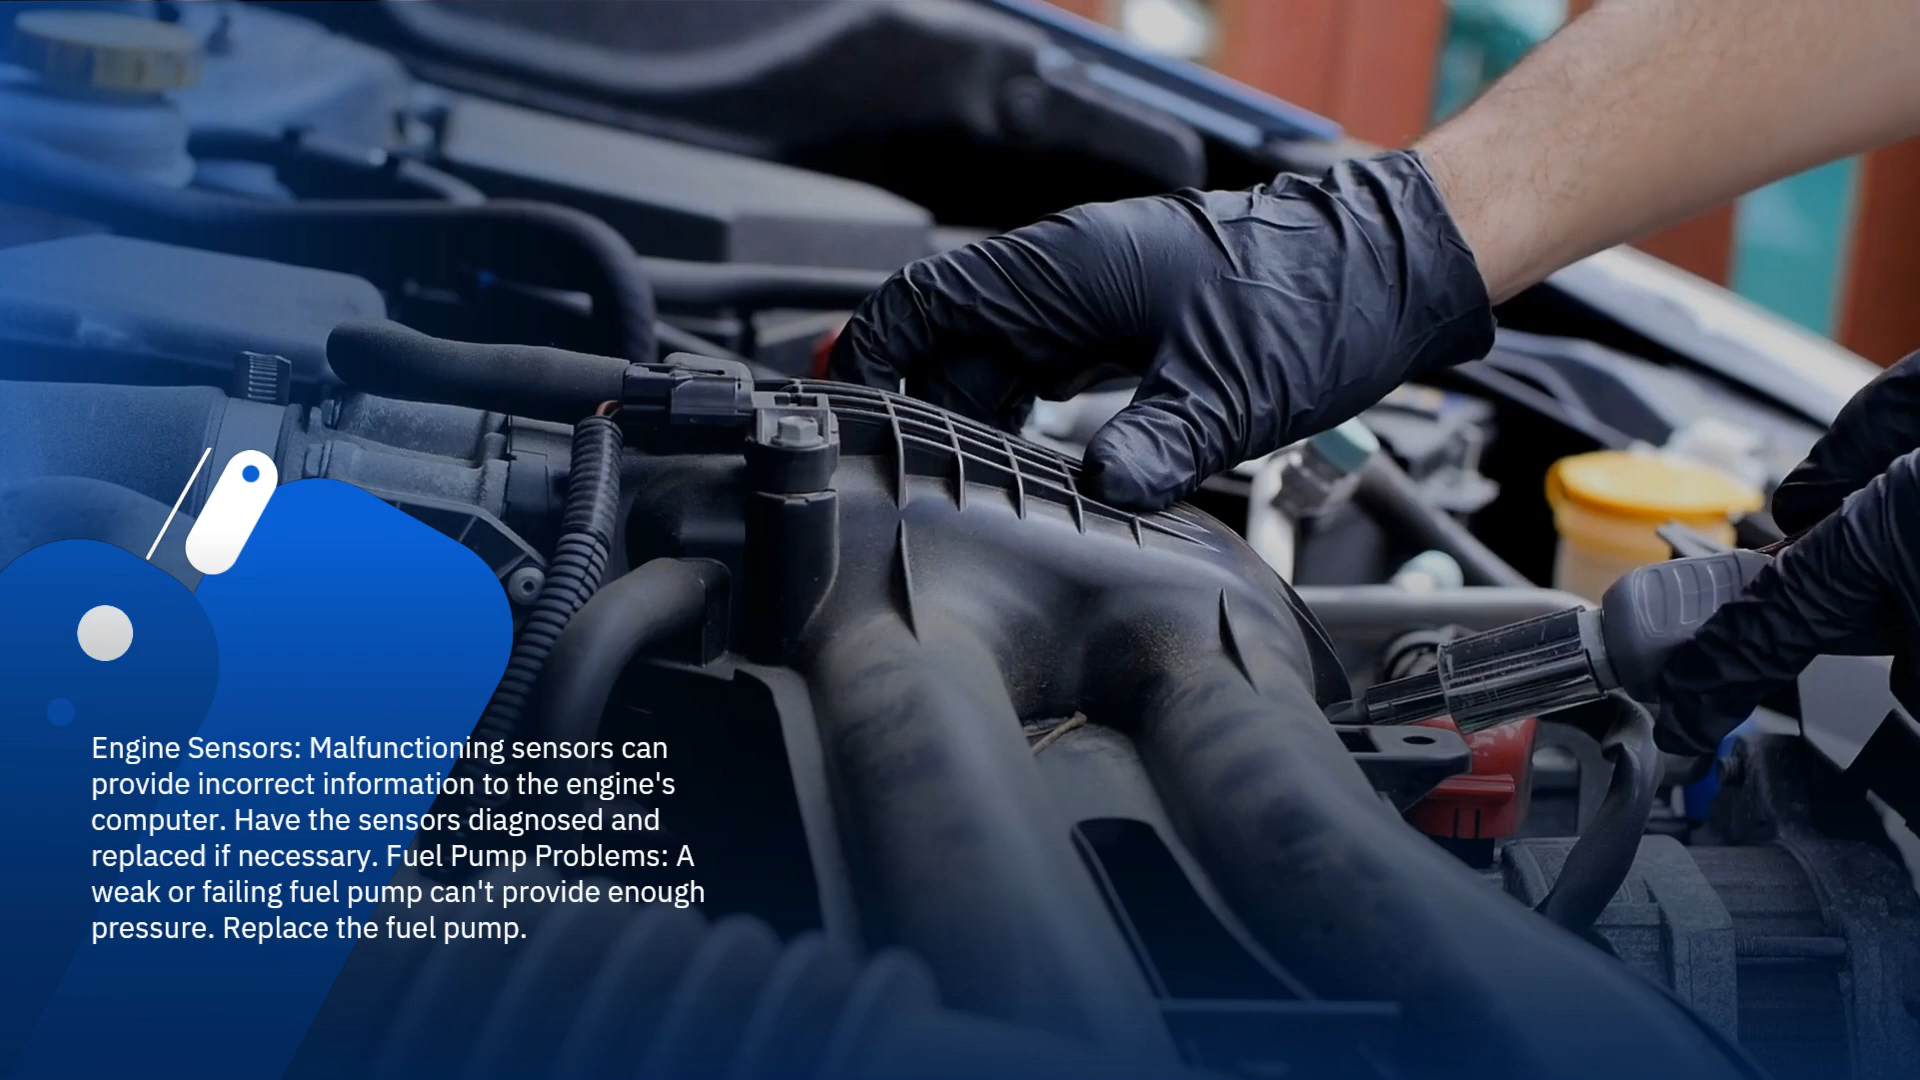 Engine Sensors: Malfunctioning sensors can
provide incorrect information to the engine's
computer. Have the sensors diagnosed and
replaced if necessary. Fuel Pump Problems: A
weak or failing fuel pump can't provide enough
pressure. Replace the fuel pump.